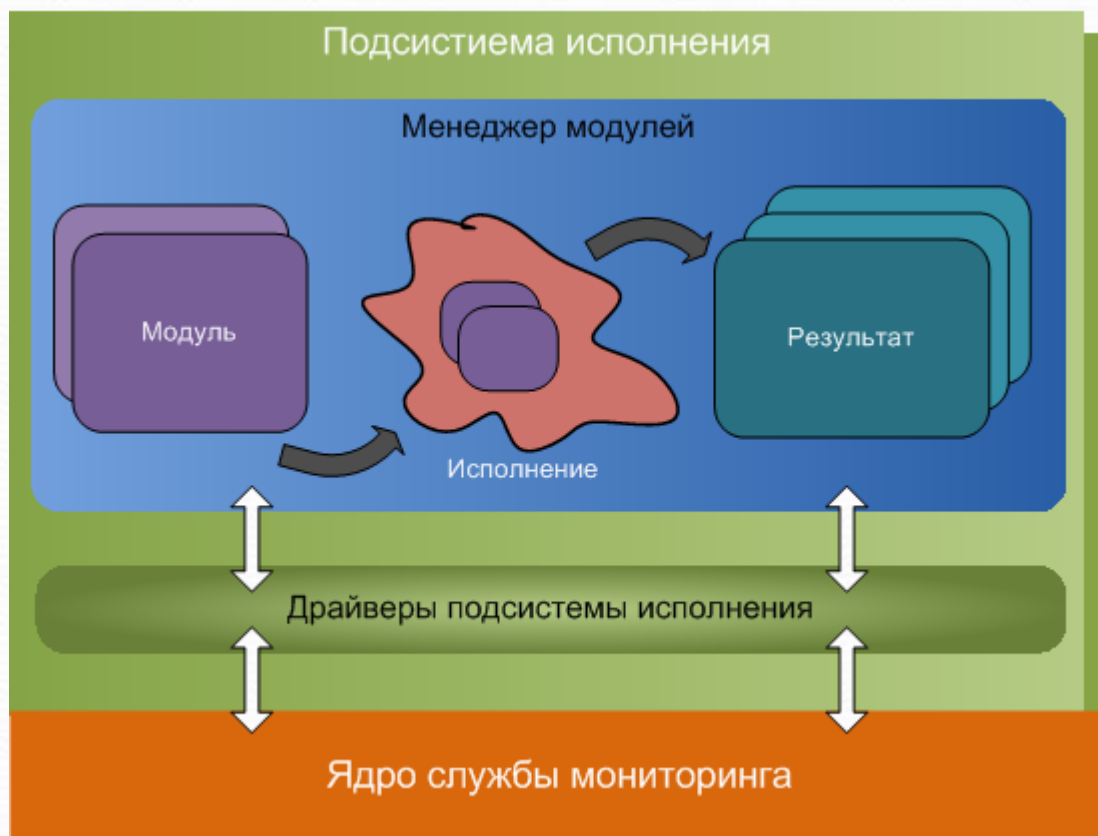 Подсистиема исполнения
Менеджер модулей
Модуль
Результат
Исполнение
Драйверы подсистемы исполнения
Ядро службы мониторинга